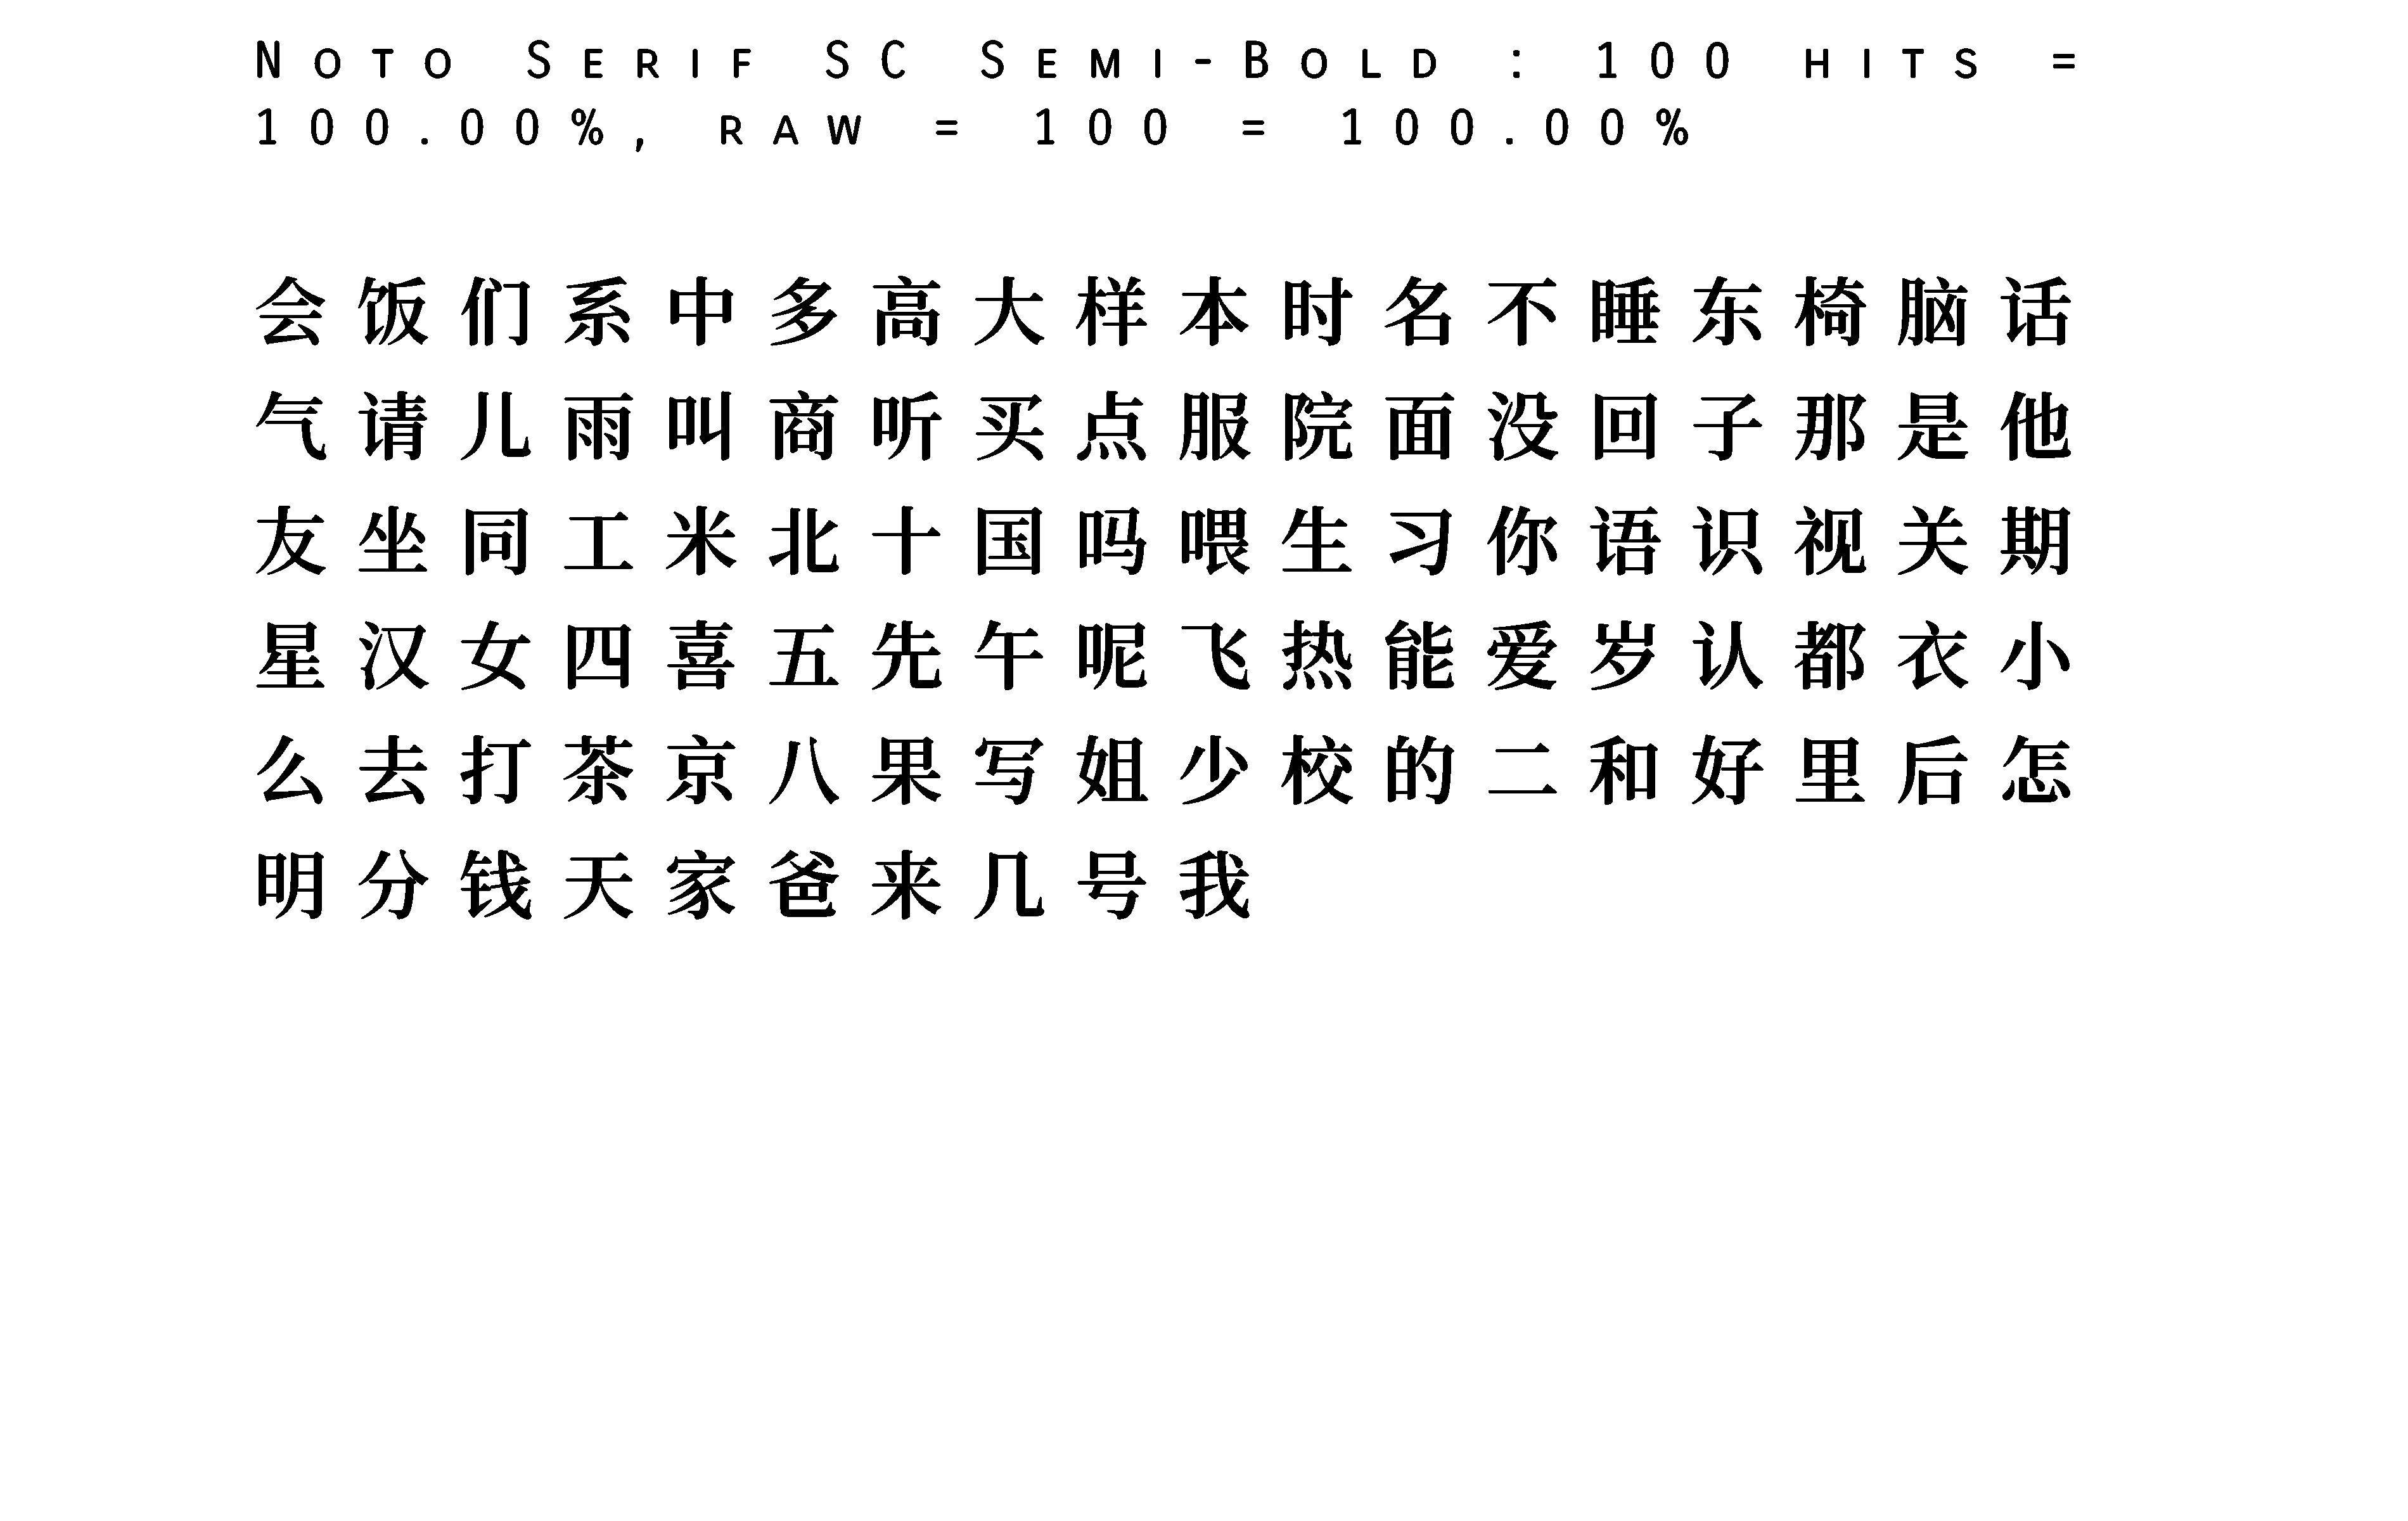 Noto Serif SC Semi-Bold : 100 hits =
100.00%, raw = 100 = 100.00%
会饭们系中多高大样本时名不睡东椅脑话
气请儿雨叫商听买点服院面没回子那是他
友坐同工米北十国吗喂生习你语识视关期
星汉女四喜五先午呢飞热能爱岁认都衣小
么去打茶京八果写姐少校的二和好里后怎
明分钱天家爸来几号我